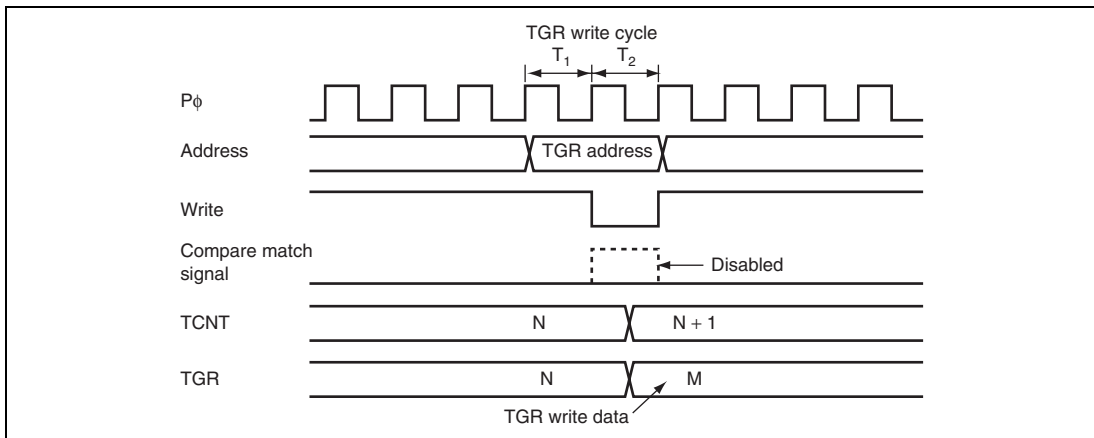 TGR write cycle
T1 T2
Pϕ
Address
TGR address
Write
Compare match
signal
Disabled
TCNT
N
N + 1
TGR
N
M
TGR write data